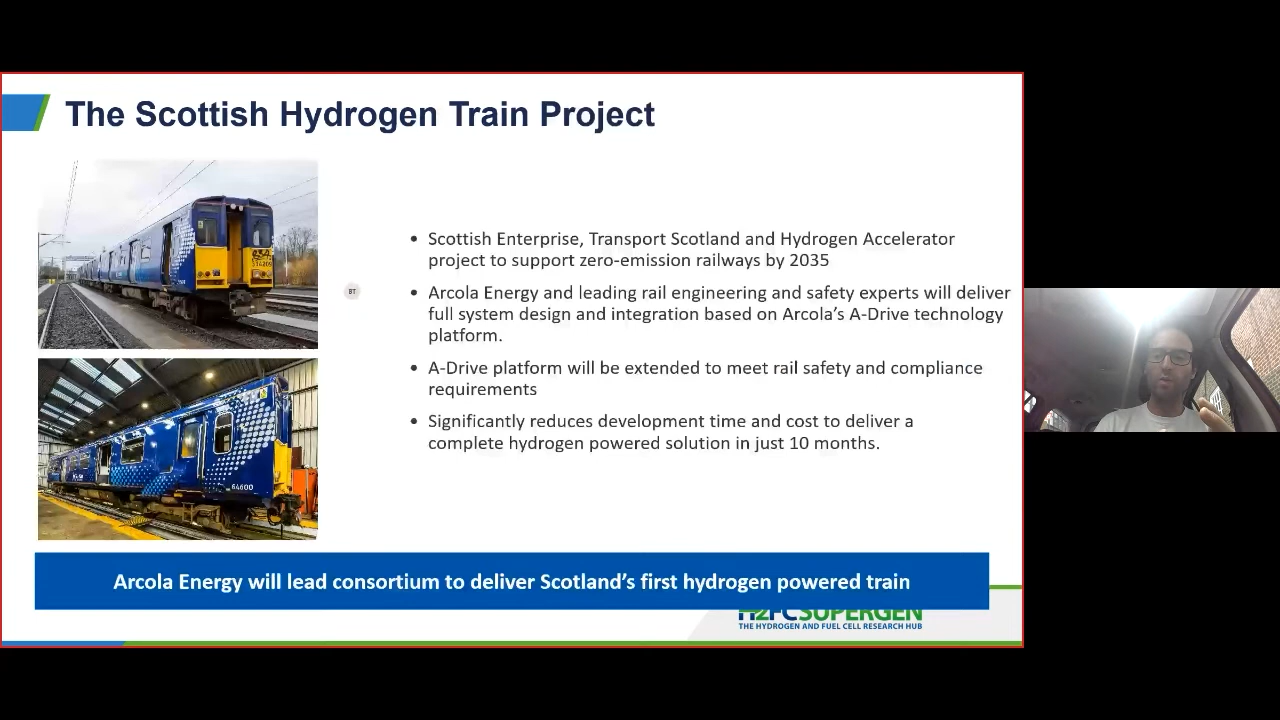 The Scottish Hydrogen Train Project
BT
64600
• Scottish Enterprise, Transport Scotland and Hydrogen Accelerator
project to support zero-emission railways by 2035
• Arcola Energy and leading rail engineering and safety experts will deliver
full system design and integration based on Arcola’s A-Drive technology
platform.
• A-Drive platform will be extended to meet rail safety and compliance
requirements
• Significantly reduces development time and cost to deliver a
complete hydrogen powered solution in just 10 months.
Arcola Energy will lead consortium to deliver Scotland’s first hydrogen powered train
H2FCSUPERGEN
THE HYDROGEN AND FUEL CELL RESEARCH HUB